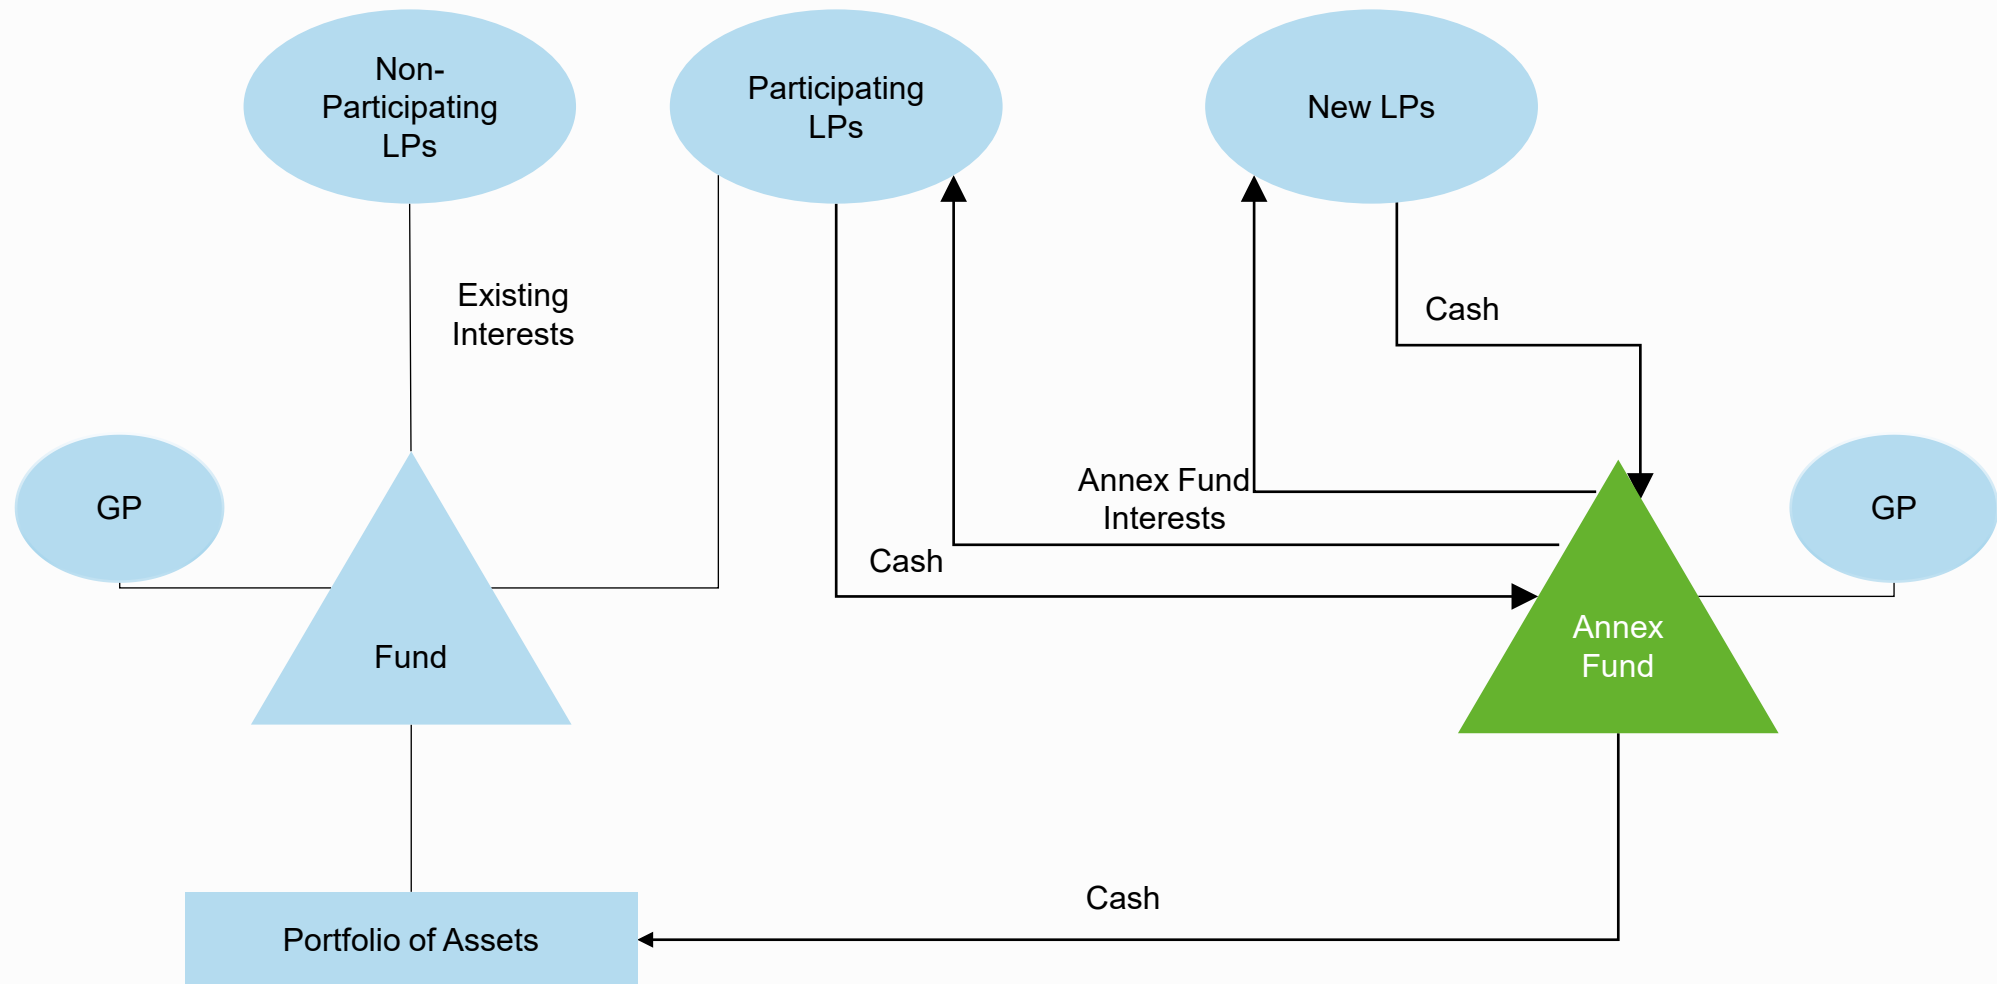 Non-
Participating
LPs
Participating
LPs
New LPs
Existing
Interests
Cash
GP
Annex Fund
Interests
GP
Cash
Fund
Annex
Fund
Cash
Portfolio of Assets